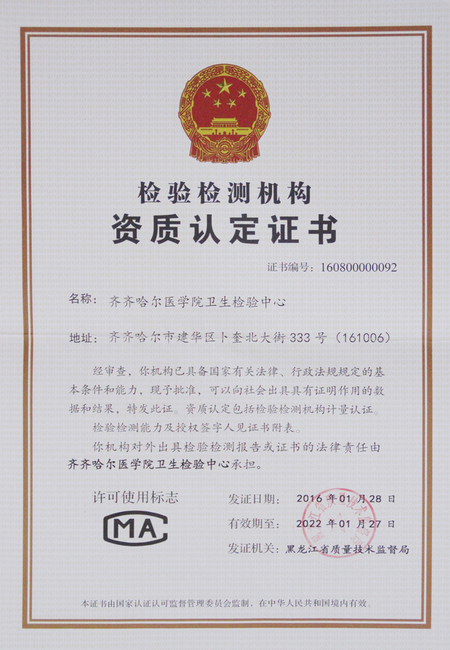 检验检测机构
资质认定证书
证书编号：160800000092
名称：齐齐哈尔医学院卫生检验中心
地址：齐齐哈尔市建华区卜奎北大街333号（161006）
经审查，你机构已具备国家有关法律、行政法规规定的基
本条件和能力，现予批准，可以向社会出具具有证明作用的数
据和结果，特发此证。资质认定包括检验检测机构计量认证。
检验检测能力及授权签字人见证书附表。
你机构对外出具检验检测报告或证书的法律责任由
齐齐哈尔医学院卫生检验中心承担。
许可使用标志
MA
发证日期：2016年01月28日
有效期至：2022年01月27日
发证机关：黑龙江省质量技术监督局
本证书由国家认证认可监督管理委员会监制，在中华人民共和国境内有效。